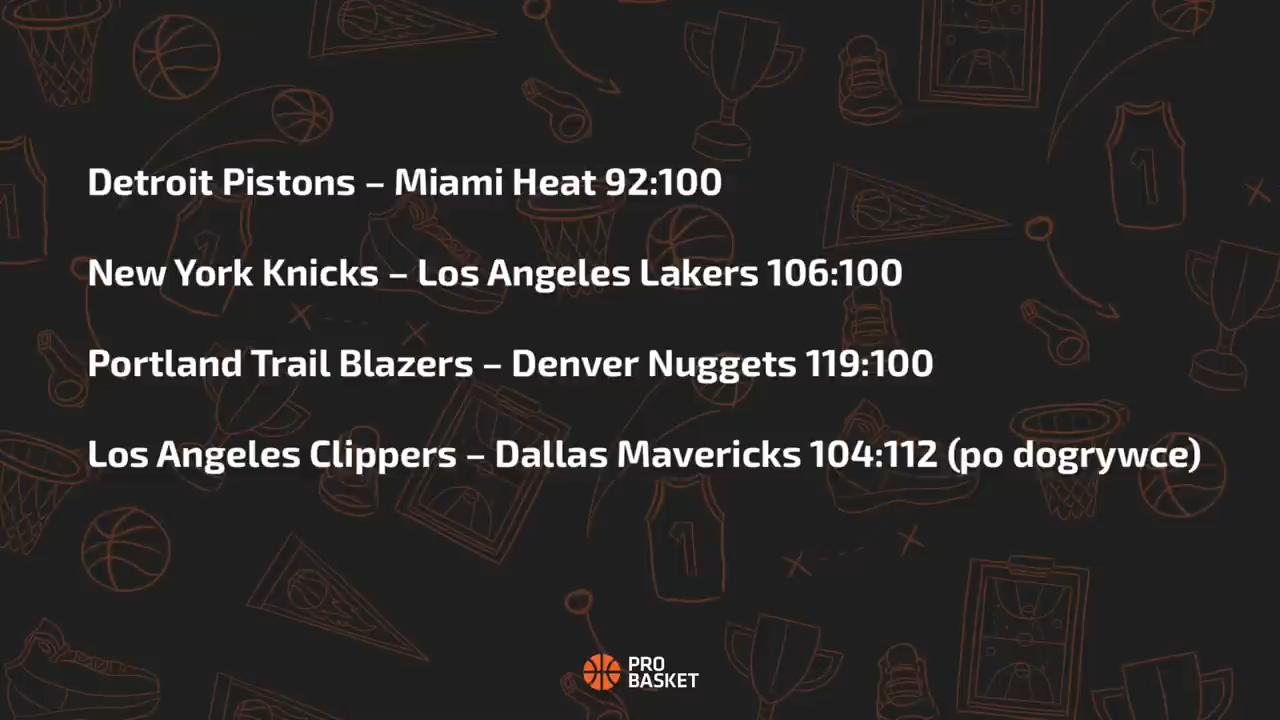 Detroit Pistons – Miami Heat 92:100
New York Knicks – Los Angeles Lakers 106:100
Portland Trail Blazers – Denver Nuggets 119:100
Los Angeles Clippers – Dallas Mavericks 104:112 (po dogrywce)
PRO
BASKET